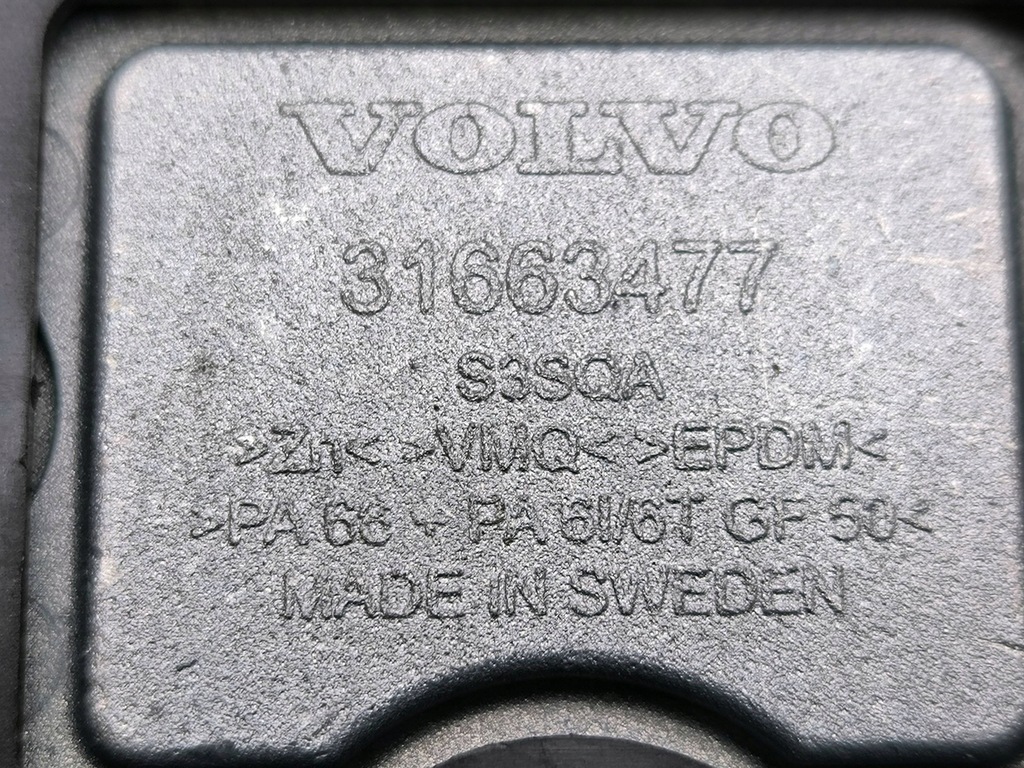 VOLVO
31663477
S3SQA
>Zn< >VMQ< >EPDM<
>PA 66 + PA 6I/6T GF 50<
MADE IN SWEDEN